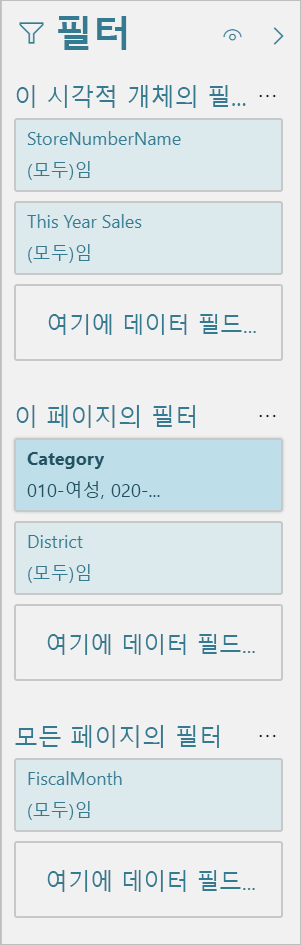 필터
이 시각적 개체의 필... ...
StoreNumberName
(모두)임
This Year Sales
(모두)임
여기에 데이터 필드...
이 페이지의 필터 ...
Category
010-여성, 020-...
District
(모두)임
여기에 데이터 필드...
모든 페이지의 필터 ...
FiscalMonth
(모두)임
여기에 데이터 필드...